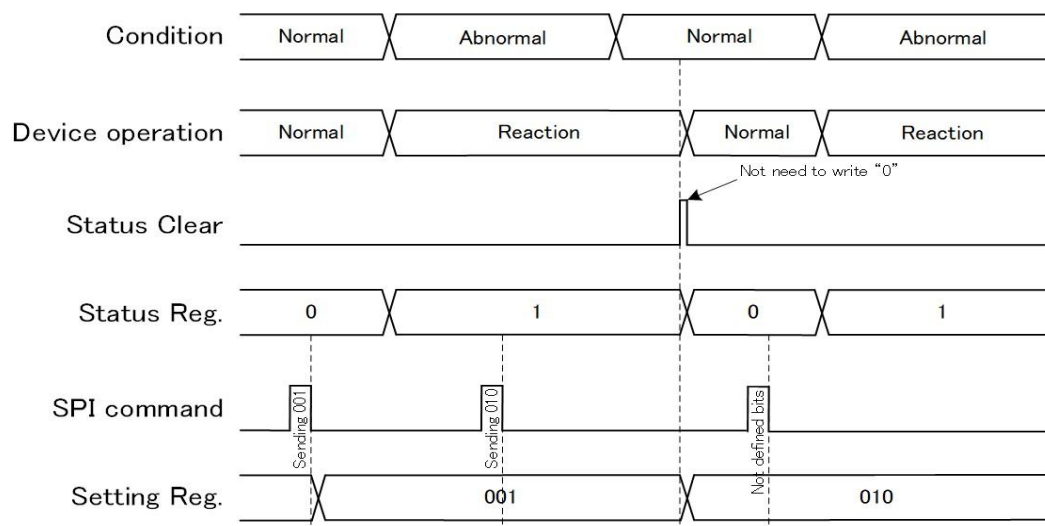 Condition Normal Abnormal Normal Abnormal
Device operation Normal Reaction Normal Reaction
Not need to write “0”
Status Clear
Status Reg. 0 1 0 1
SPI command Sending 001 Sending 010 Not defined bits
Setting Reg. 001 010